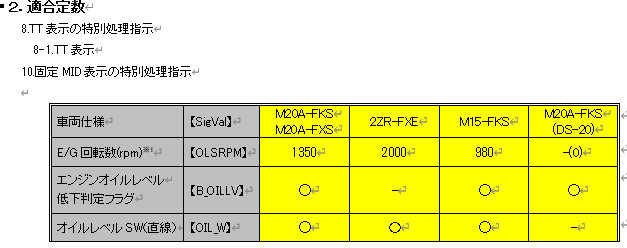 ▪2. 適合定数↵
8.TT表示の特別処理指示↵
8-1.TT表示↵
10.固定MID表示の特別処理指示↵
↵
車両仕様↵ 【SigVal】↵ M20A-FKS↵ 2ZR-FXE↵ M15-FKS↵ M20A-FKS↵
M20A-FXS↵ (DS-20)↵
E/G回転数(rpm)※1 【OLSRPM】↵ 1350↵ 2000↵ 980↵ -(0)↵
エンジンオイルレベル↵ 【B_OILLV】↵ ○↵ -↵ ○↵ ○↵
低下判定フラグ↵
オイルレベルSW(直線)↵ 【OIL_W】↵ ○↵ ○↵ ○↵ -↵